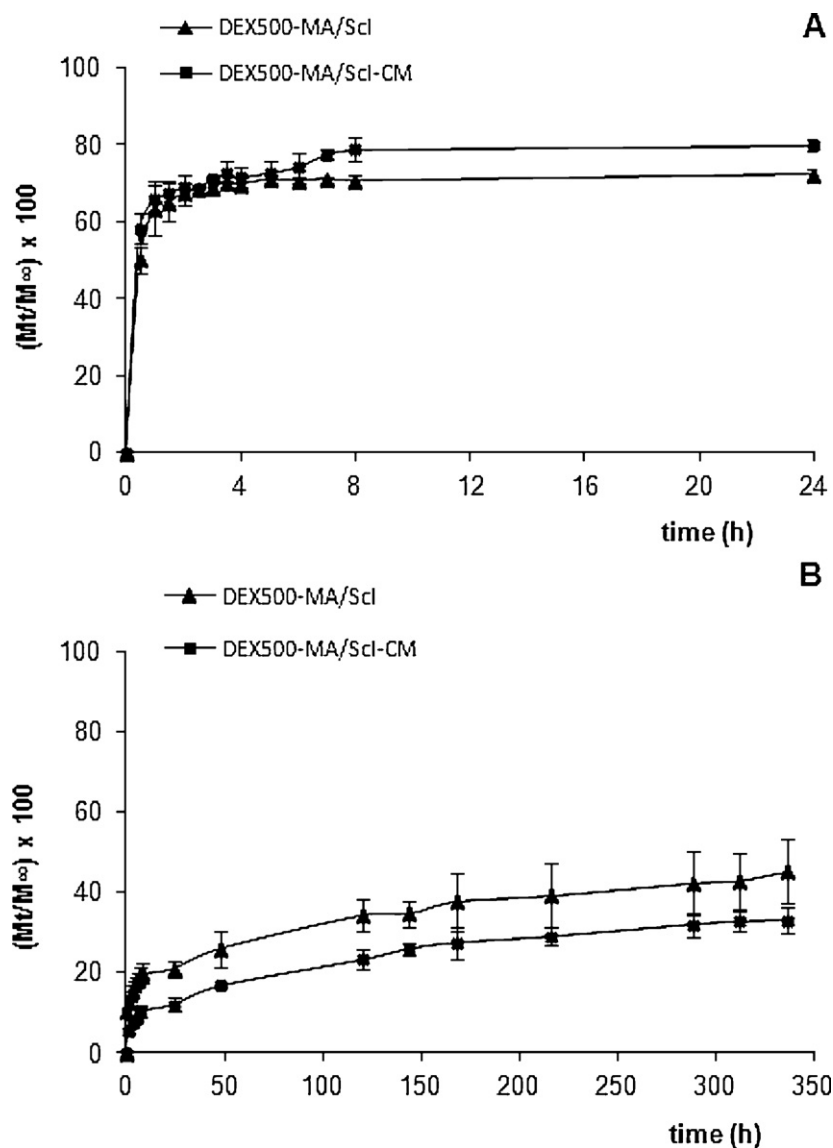 A
DEX500-MA/Scl
DEX500-MA/Scl-CM
100
80
60
40
20
0
(Mt/M∞) x 100
0 4 8 12 16 20 24
time (h)
B
DEX500-MA/Scl
DEX500-MA/Scl-CM
100
80
60
40
20
0
(Mt/M∞) x 100
0 50 100 150 200 250 300 350
time (h)